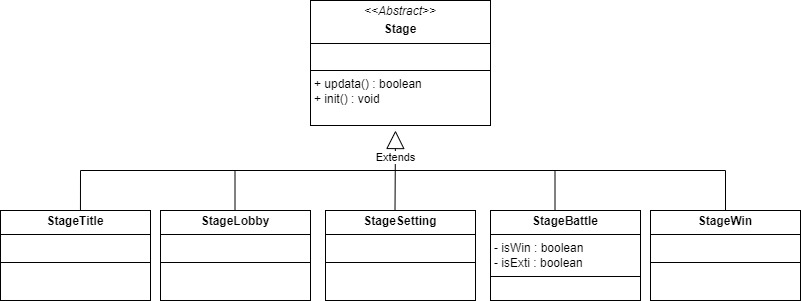 <<Abstract>>
Stage
+ updata() : boolean
+ init() : void
Extends
StageTitle
StageLobby
StageSetting
StageBattle
StageWin
- isWin : boolean
- isExti : boolean